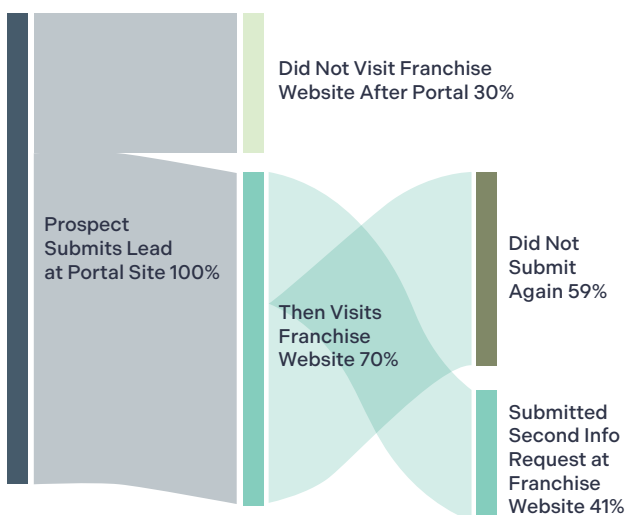 Did Not Visit Franchise
Website After Portal 30%
Prospect
Submits Lead
at Portal Site 100%
Then Visits
Franchise
Website 70%
Did Not
Submit
Again 59%
Submitted
Second Info
Request at
Franchise
Website 41%